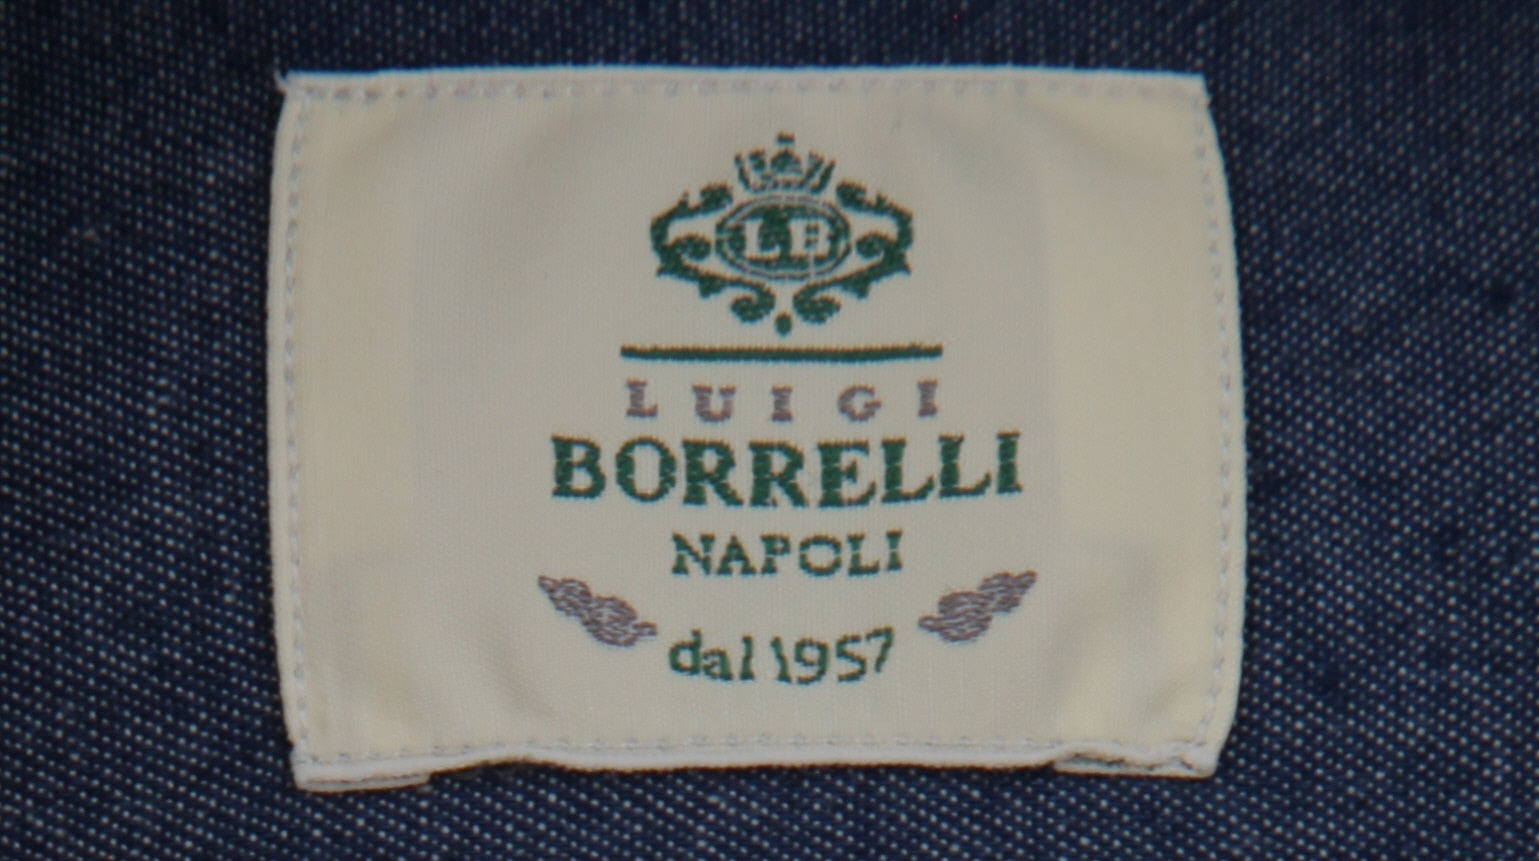 LB
LUIGI
BORRELLI
NAPOLI
dal 1957